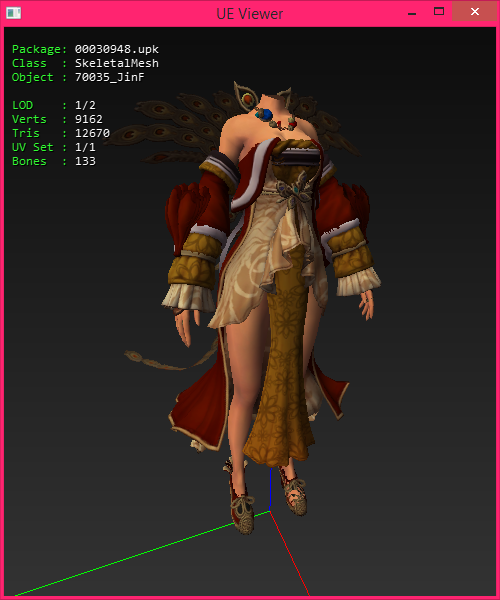 UE Viewer
Package: 00030948.upk
Class : SkeletalMesh
Object : 70035_JinF
LOD : 1/2
Verts : 9162
Tris : 12670
UV Set : 1/1
Bones : 133